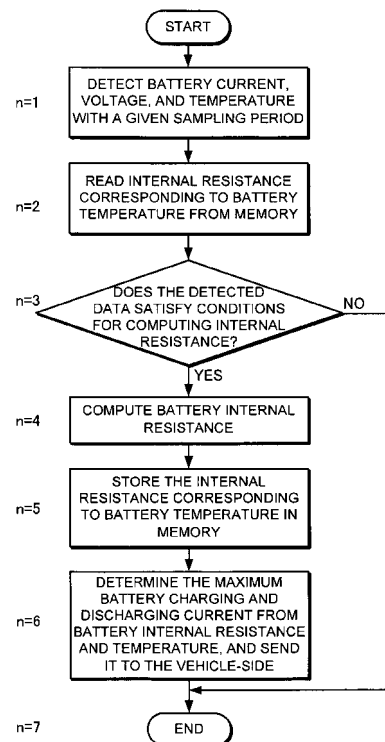 START
n=1
DETECT BATTERY CURRENT,
VOLTAGE, AND TEMPERATURE
WITH A GIVEN SAMPLING PERIOD
n=2
READ INTERNAL RESISTANCE
CORRESPONDING TO BATTERY
TEMPERATURE FROM MEMORY
n=3
DOES THE DETECTED
DATA SATISFY CONDITIONS
FOR COMPUTING INTERNAL
RESISTANCE?
NO
YES
n=4
COMPUTE BATTERY INTERNAL
RESISTANCE
n=5
STORE THE INTERNAL
RESISTANCE CORRESPONDING
TO BATTERY TEMPERATURE IN
MEMORY
n=6
DETERMINE THE MAXIMUM
BATTERY CHARGING AND
DISCHARGING CURRENT FROM
BATTERY INTERNAL RESISTANCE
AND TEMPERATURE, AND SEND
IT TO THE VEHICLE-SIDE
n=7
END